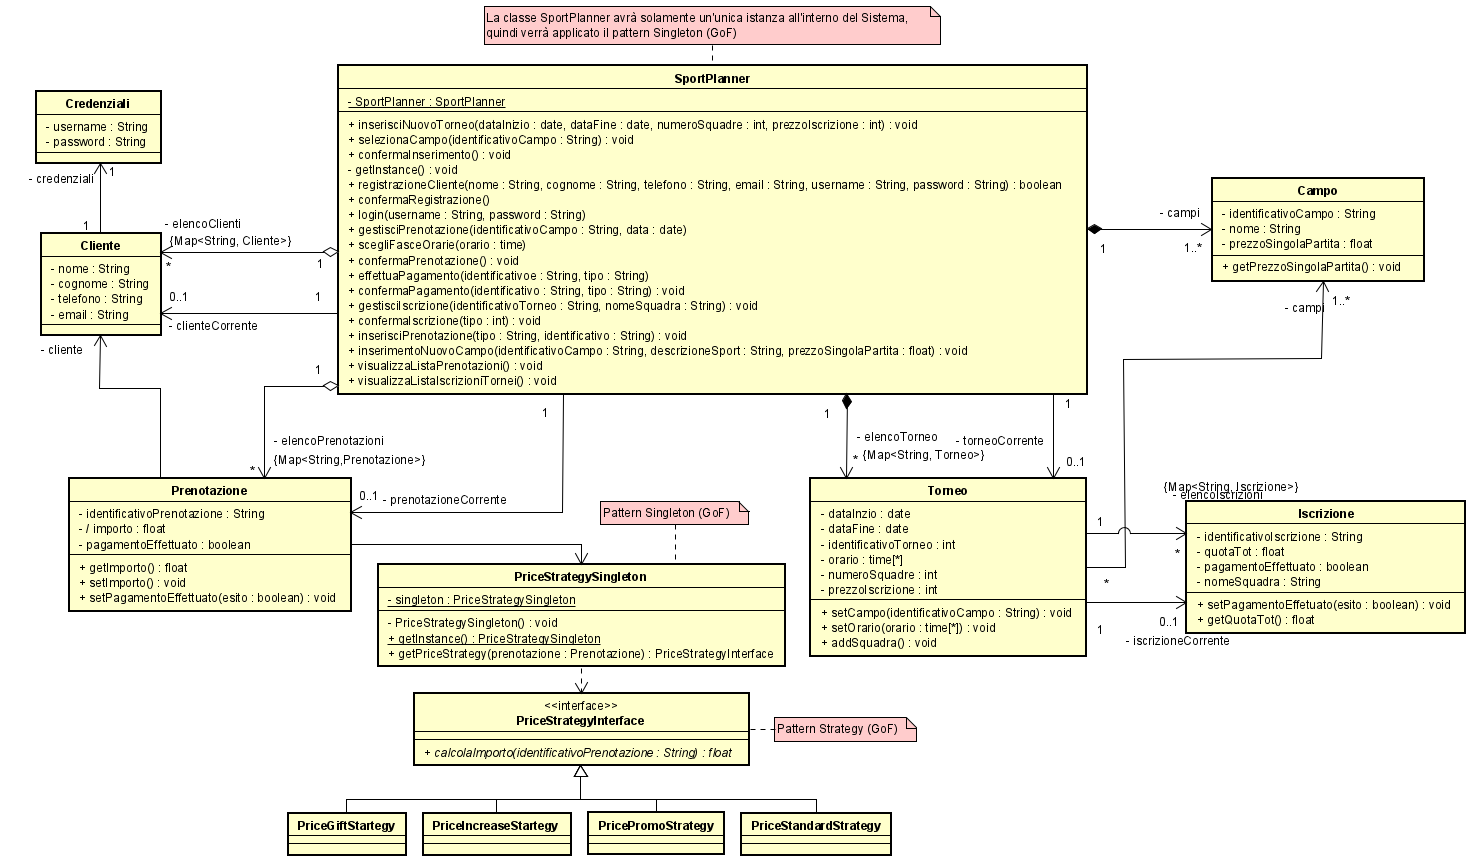 La classe SportPlanner avrà solamente un'unica istanza all'interno del Sistema,
quindi verrà applicato il pattern Singleton (GoF)
SportPlanner
- SportPlanner : SportPlanner
+ inserisciNuovoTorneo(dataInizio : date, dataFine : date, numeroSquadre : int, prezzoIscrizione : int) : void
+ selezionaCampo(identificativoCampo : String) : void
+ confermaInserimento() : void
- getInstance() : void
+ registrazioneCliente(nome : String, cognome : String, telefono : String, email : String, username : String, password : String) : boolean
+ confermaRegistrazione()
+ login(username : String, password : String)
+ gestisciPrenotazione(identificativoCampo : String, data : date)
+ scegliFasceOrarie(orario : time)
+ confermaPrenotazione() : void
+ effettuaPagamento(identificativoe : String, tipo : String)
+ confermaPagamento(identificativo : String, tipo : String) : void
+ gestisciIscrizione(identificativoTorneo : String, nomeSquadra : String) : void
+ confermaIscrizione(tipo : int) : void
+ inserisciPrenotazione(tipo : String, identificativo : String) : void
+ inserimentoNuovoCampo(identificativoCampo : String, descrizioneSport : String, prezzoSingolaPartita : float) : void
+ visualizzaListaPrenotazioni() : void
+ visualizzaListaIscrizioniTornei() : void
Credenziali
- username : String
- password : String
- credenziali
1
1
- elencoClienti
{Map<String, Cliente>}
*
1
Cliente
- nome : String
- cognome : String
- telefono : String
- email : String
0..1
1
- clienteCorrente
- cliente
1
- campi
1
1..*
Campo
- identificativoCampo : String
- nome : String
- prezzoSingolaPartita : float
+ getPrezzoSingolaPartita() : void
- campi
1..*
- elencoPrenotazioni
{Map<String,Prenotazione>}
*
1
0..1
- prenotazioneCorrente
1
- elencoTorneo
* {Map<String, Torneo>}
1
- torneoCorrente
0..1
Prenotazione
- identificativoPrenotazione : String
- / importo : float
- pagamentoEffettuato : boolean
+ getImporto() : float
+ setImporto() : void
+ setPagamentoEffettuato(esito : boolean) : void
Pattern Singleton (GoF)
PriceStrategySingleton
- singleton : PriceStrategySingleton
- PriceStrategySingleton() : void
+ getInstance() : PriceStrategySingleton
+ getPriceStrategy(prenotazione : Prenotazione) : PriceStrategyInterface
Torneo
- dataInzio : date
- dataFine : date
- identificativoTorneo : int
- orario : time[*]
- numeroSquadre : int
- prezzoIscrizione : int
+ setCampo(identificativoCampo : String) : void
+ setOrario(orario : time[*]) : void
+ addSquadra() : void
{Map<String, Iscrizione>}
- elencoIscrizioni
1
*
*
0..1
1
- iscrizioneCorrente
Iscrizione
- identificativoIscrizione : String
- quotaTot : float
- pagamentoEffettuato : boolean
- nomeSquadra : String
+ setPagamentoEffetuato(esito : boolean) : void
+ getQuotaTot() : float
<<interface>>
PriceStrategyInterface
+ calcolaImporto(identificativoPrenotazione : String) : float
Pattern Strategy (GoF)
PriceGiftStartegy
PriceIncreaseStartegy
PricePromoStrategy
PriceStandardStrategy